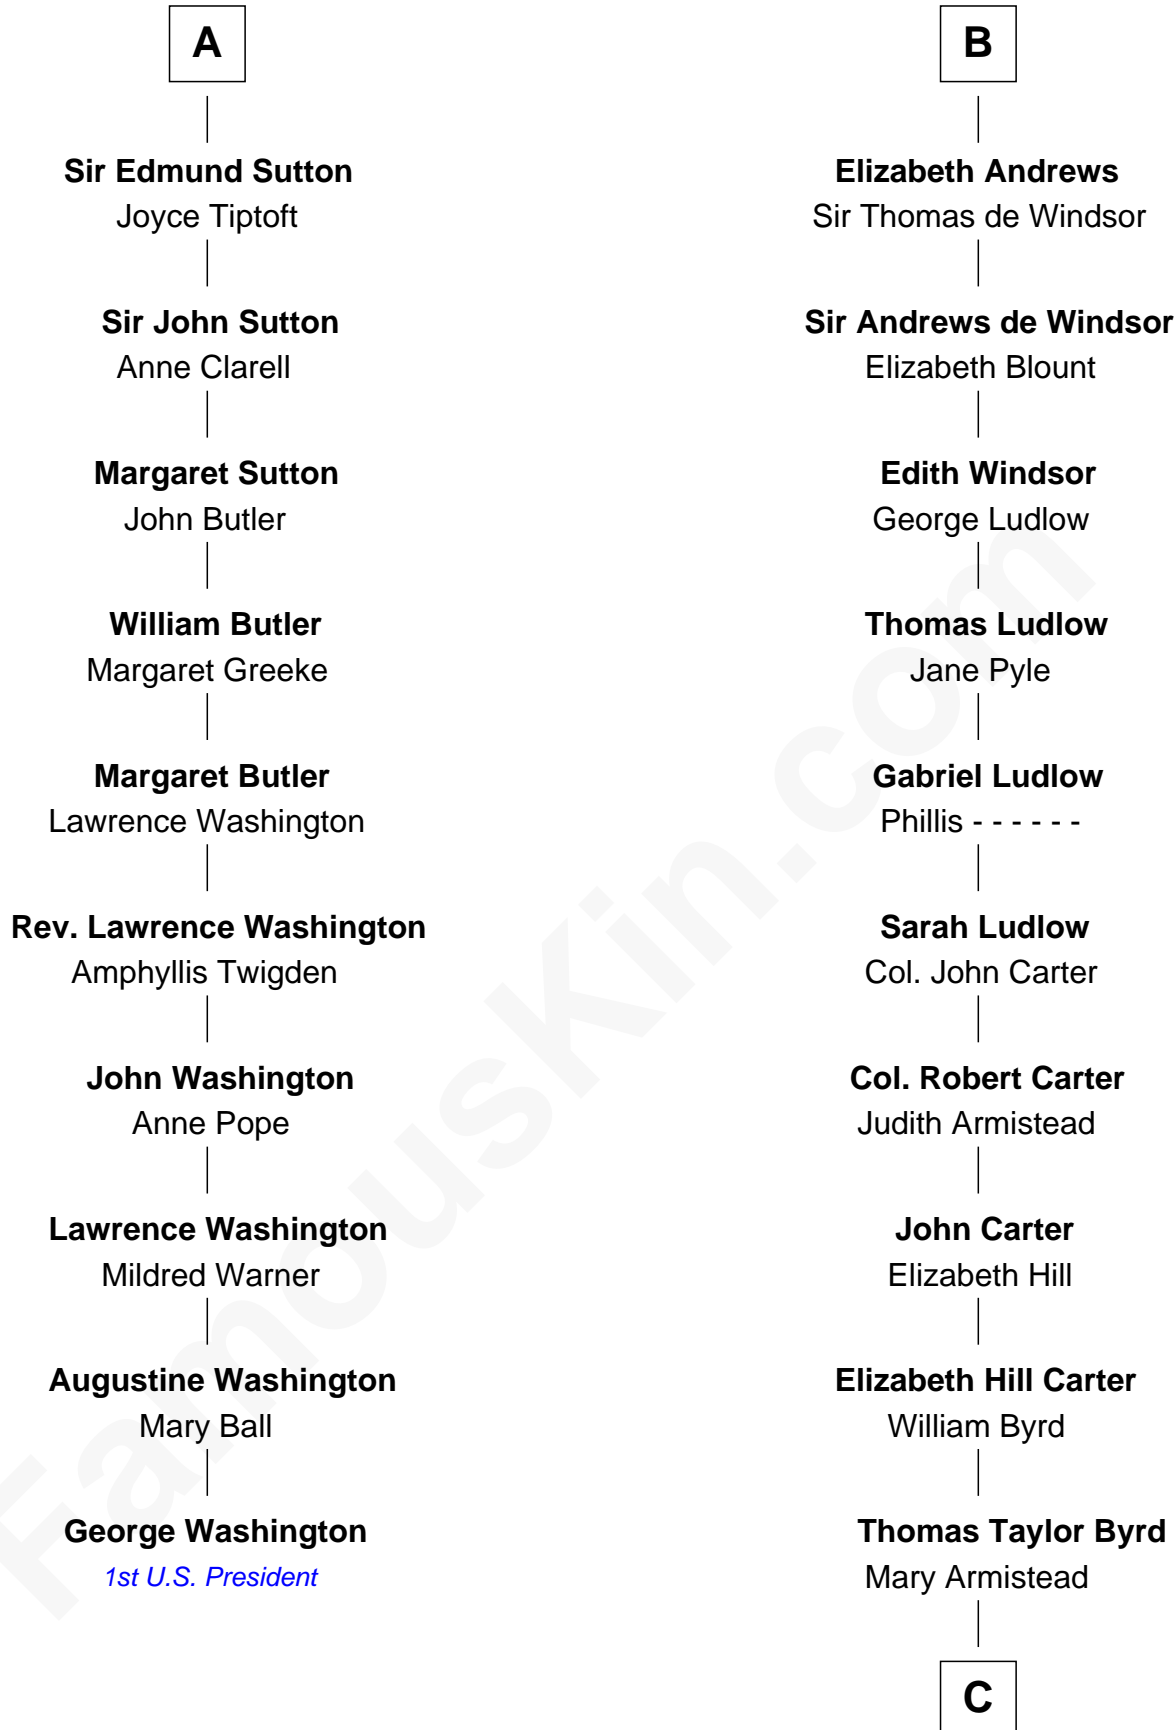 A
Sir Edmund Sutton
Joyce Tiptoft
Sir John Sutton
Anne Clarell
Margaret Sutton
John Butler
William Butler
Margaret Greeke
Margaret Butler
Lawrence Washington
Rev. Lawrence Washington
Amphyllis Twigden
John Washington
Anne Pope
Lawrence Washington
Mildred Warner
Augustine Washington
Mary Ball
George Washington
1st U.S. President
B
Elizabeth Andrews
Sir Thomas de Windsor
Sir Andrews de Windsor
Elizabeth Blount
Edith Windsor
George Ludlow
Thomas Ludlow
Jane Pyle
Gabriel Ludlow
Phillis - - - - - -
Sarah Ludlow
Col. John Carter
Col. Robert Carter
Judith Armistead
John Carter
Elizabeth Hill
Elizabeth Hill Carter
William Byrd
Thomas Taylor Byrd
Mary Armistead
C
FamousKin.com